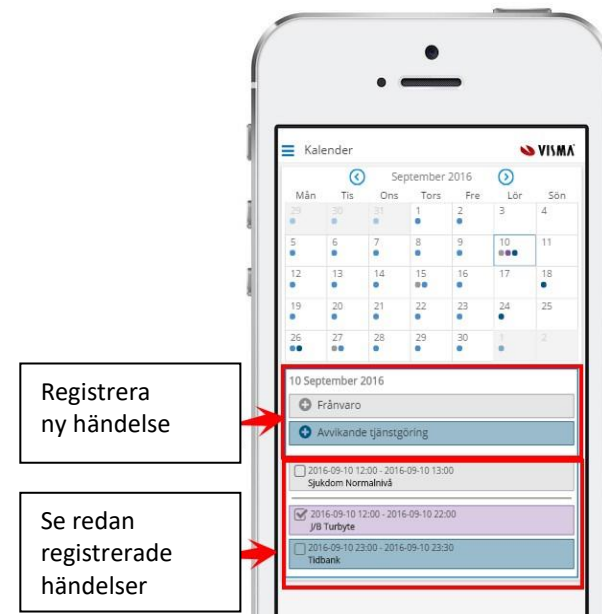 Kalender
VISMA
September 2016
Mån Tis Ons Tors Fre Lör Sön
29 30 31 1 2 3 4
5 6 7 8 9 10 11
12 13 14 15 16 17 18
19 20 21 22 23 24 25
26 27 28 29 30 1 2
10 September 2016
Frånvaro
Avvikande tjänstgöring
2016-09-10 12:00 - 2016-09-10 13:00
Sjukdom Normalnivå
2016-09-10 12:00 - 2016-09-10 22:00
J/B Turbyte
2016-09-10 23:00 - 2016-09-10 23:30
Tidbank
Registrera
ny händelse
Se redan
registrerade
händelser